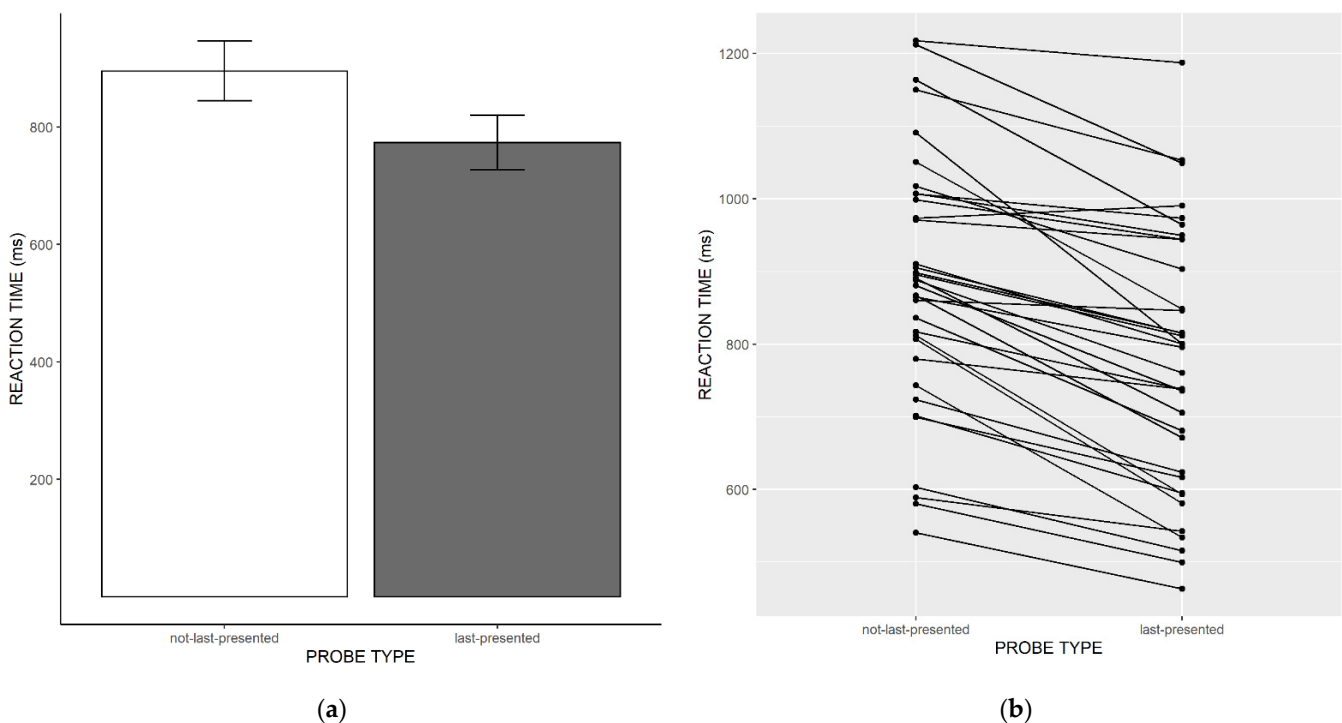 REACTION TIME (ms)
800
600
400
200
not-last-presented
last-presented
PROBE TYPE
(a)
REACTION TIME (ms)
1200
1000
800
600
not-last-presented
last-presented
PROBE TYPE
(b)